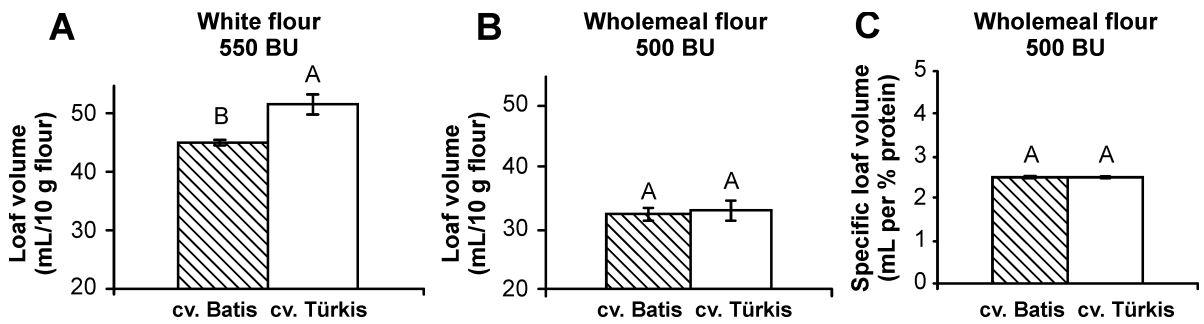 A
White flour
550 BU
Loaf volume
(mL/10 g flour)
50
40
30
20
B
A
cv. Batis cv. Türkis
B
Wholemeal flour
500 BU
Loaf volume
(mL/10 g flour)
50
40
30
20
A
A
cv. Batis cv. Türkis
C
Wholemeal flour
500 BU
Specific loaf volume
(mL per % protein)
5
4
3
2
1
0
A
A
cv. Batis cv. Türkis